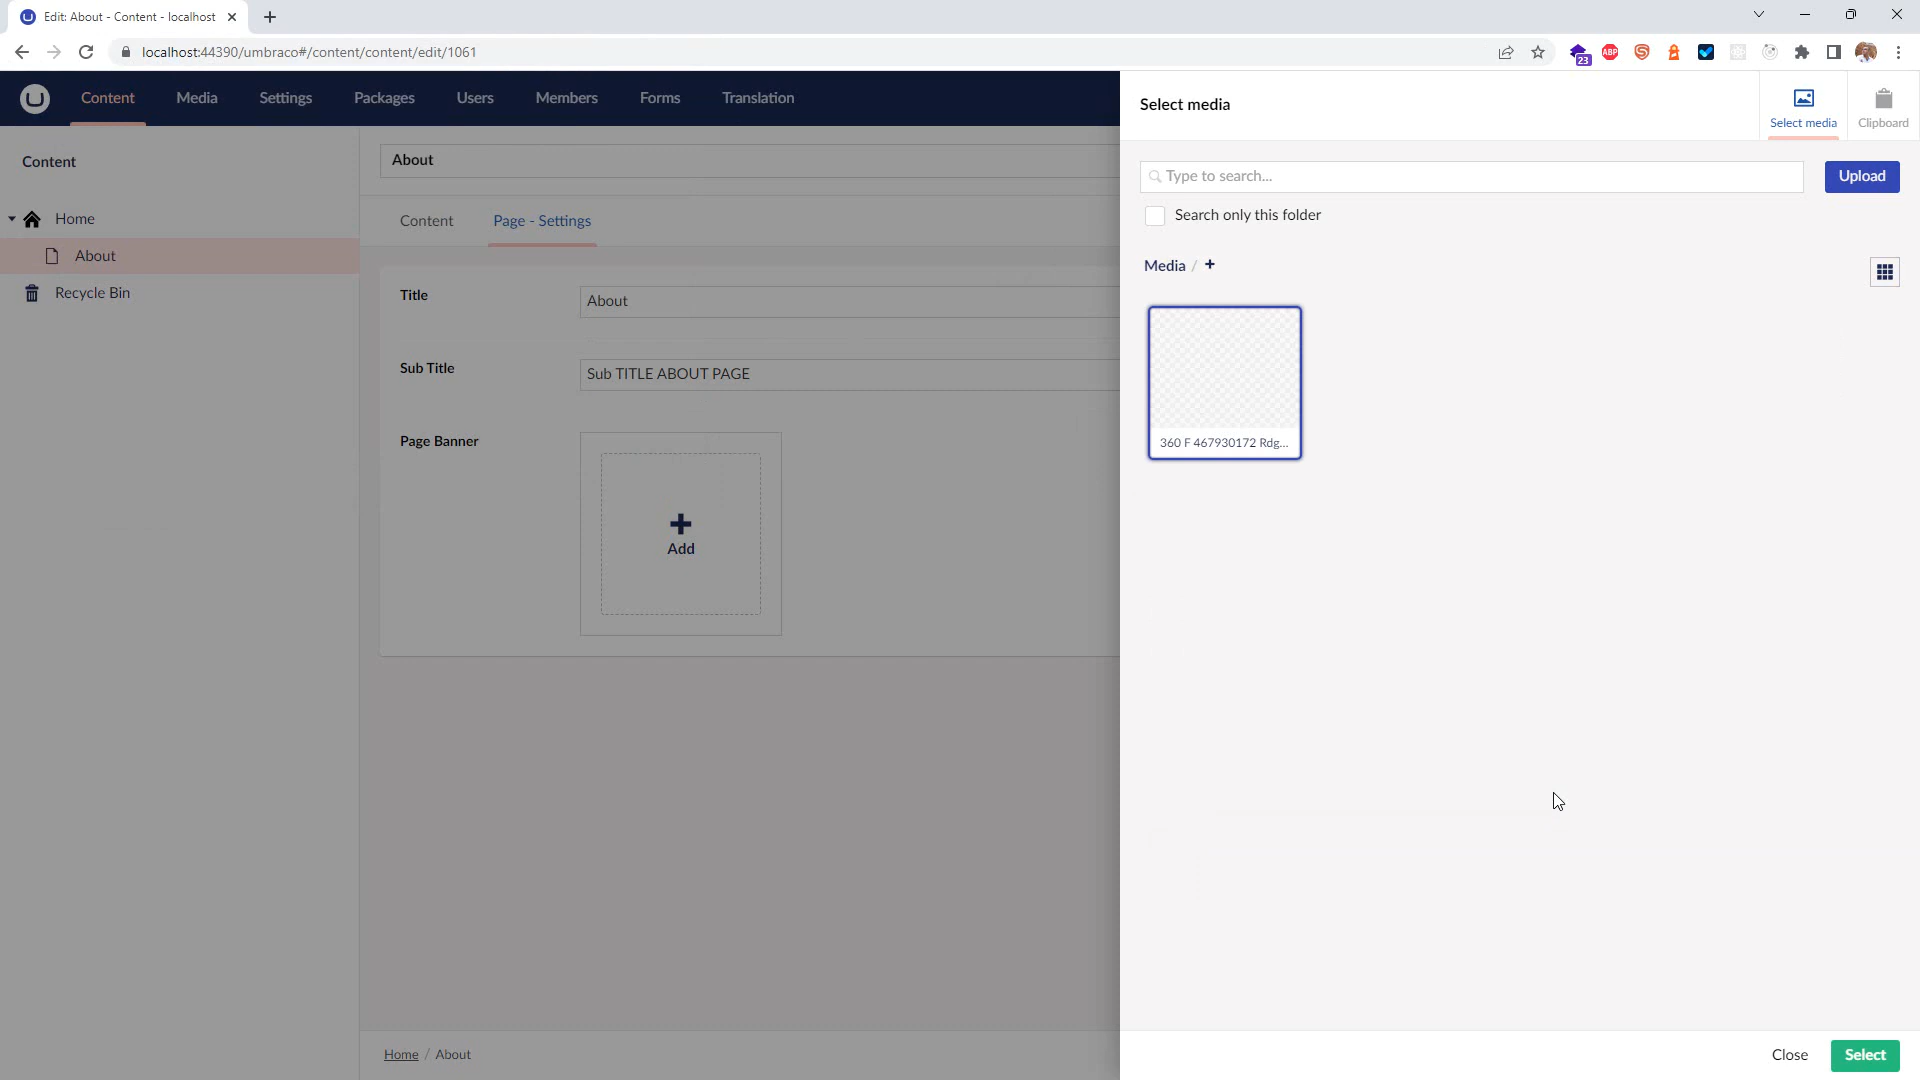 Edit: About - Content - localhost
localhost:44390/umbraco#/content/content/edit/1061
23
ABP
Content Media Settings Packages Users Members Forms Translation
Content
Home
About
Recycle Bin
About
Content Page - Settings
Title
About
Sub Title
Sub TITLE ABOUT PAGE
Page Banner
Add
Home / About
Select media
Select media
Clipboard
Type to search...
Upload
Search only this folder
Media / +
360 F 467930172 Rdg...
Close
Select